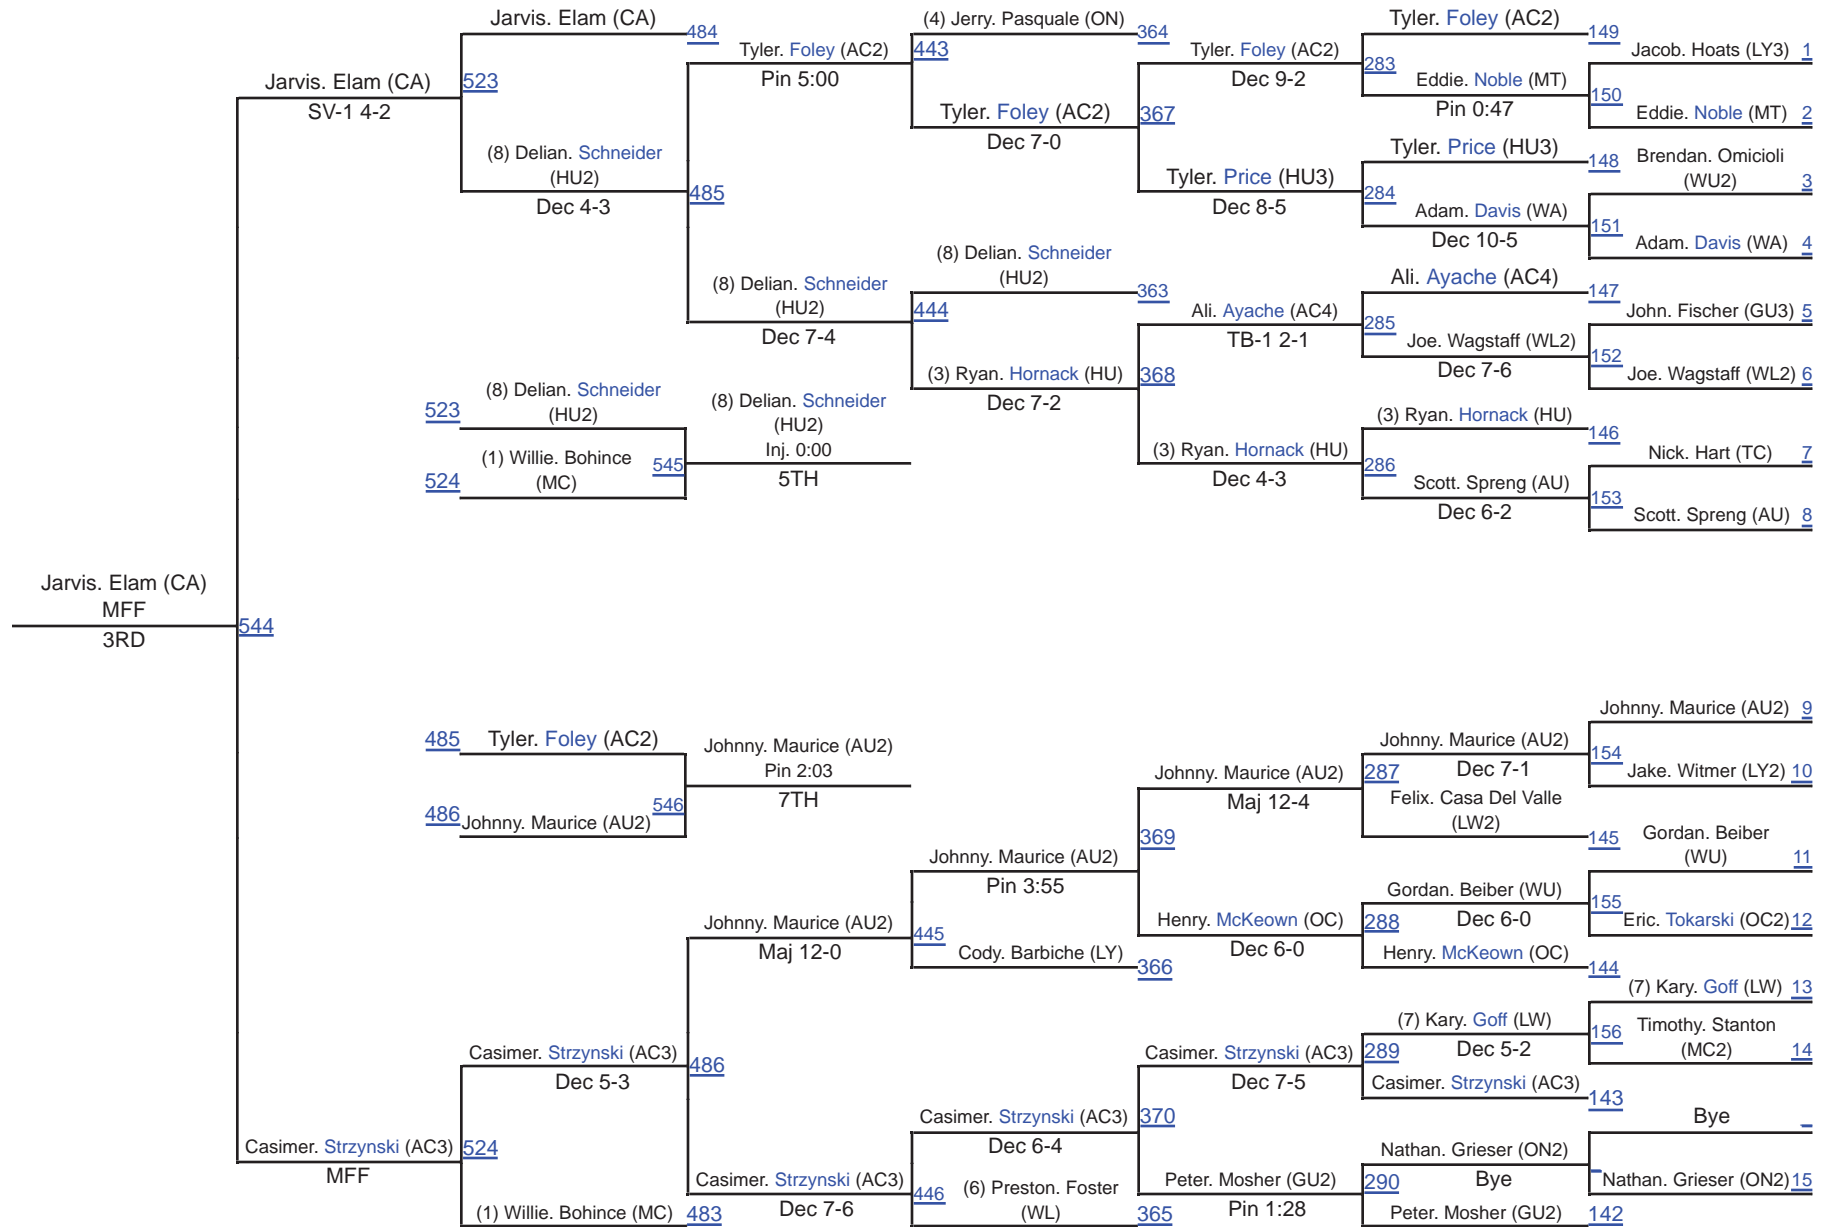 Jarvis. Elam (CA)
484
(4) Jerry. Pasquale (ON)
364
Tyler. Foley (AC2)
149
Tyler. Foley (AC2)
443
Tyler. Foley (AC2)
283
Jacob. Hoats (LY3) 1
Pin 5:00
Dec 9-2
Eddie. Noble (MT)
150
Jarvis. Elam (CA)
523
Pin 0:47
SV-1 4-2
Tyler. Foley (AC2)
367
Eddie. Noble (MT) 2
Dec 7-0
(8) Delian. Schneider
(HU2)
Tyler. Price (HU3)
148
Brendan. Omicioli
(WU2) 3
Dec 4-3
485
Tyler. Price (HU3)
284
Dec 8-5
Adam. Davis (WA)
151
Dec 10-5
Adam. Davis (WA) 4
(8) Delian. Schneider
(HU2)
363
Ali. Ayache (AC4)
147
(8) Delian. Schneider
(HU2)
444
Ali. Ayache (AC4)
285
John. Fischer (GU3) 5
Dec 7-4
TB-1 2-1
Joe. Wagstaff (WL2)
152
Dec 7-6
(3) Ryan. Hornack (HU)
368
Joe. Wagstaff (WL2) 6
Dec 7-2
523
(8) Delian. Schneider
(HU2)
(8) Delian. Schneider
(HU2)
Inj. 0:00
5TH
(3) Ryan. Hornack (HU)
146
524
(1) Willie. Bohince
(MC)
545
(3) Ryan. Hornack (HU)
286
Nick. Hart (TC) 7
Dec 4-3
Scott. Spreng (AU)
153
Dec 6-2
Scott. Spreng (AU) 8
Jarvis. Elam (CA)
MFF
544
3RD
Johnny. Maurice (AU2) 9
485
Tyler. Foley (AC2)
Johnny. Maurice (AU2)
Pin 2:03
7TH
Johnny. Maurice (AU2)
154
Dec 7-1
Johnny. Maurice (AU2)
287
Jake. Witmer (LY2) 10
Maj 12-4
Felix. Casa Del Valle
(LW2)
145
486
Johnny. Maurice (AU2)
546
369
Gordan. Beiber
(WU) 11
Johnny. Maurice (AU2)
Pin 3:55
Gordan. Beiber (WU)
155
Dec 6-0
Johnny. Maurice (AU2)
445
Henry. McKeown (OC)
288
Eric. Tokarski (OC2) 12
Maj 12-0
Cody. Barbiche (LY)
366
Dec 6-0
Henry. McKeown (OC)
144
(7) Kary. Goff (LW) 13
(7) Kary. Goff (LW)
156
Dec 5-2
Timothy. Stanton
(MC2) 14
Casimer. Strzynski (AC3)
486
Casimer. Strzynski (AC3)
289
Dec 5-3
Dec 7-5
Casimer. Strzynski (AC3)
143
Casimer. Strzynski (AC3)
370
Bye
Dec 6-4
Casimer. Strzynski (AC3)
524
MFF
Nathan. Grieser (ON2)
Bye
Casimer. Strzynski (AC3)
446
Dec 7-6
(6) Preston. Foster
(WL)
365
Peter. Mosher (GU2)
290
Pin 1:28
Nathan. Grieser (ON2) 15
(1) Willie. Bohince (MC)
483
Peter. Mosher (GU2)
142